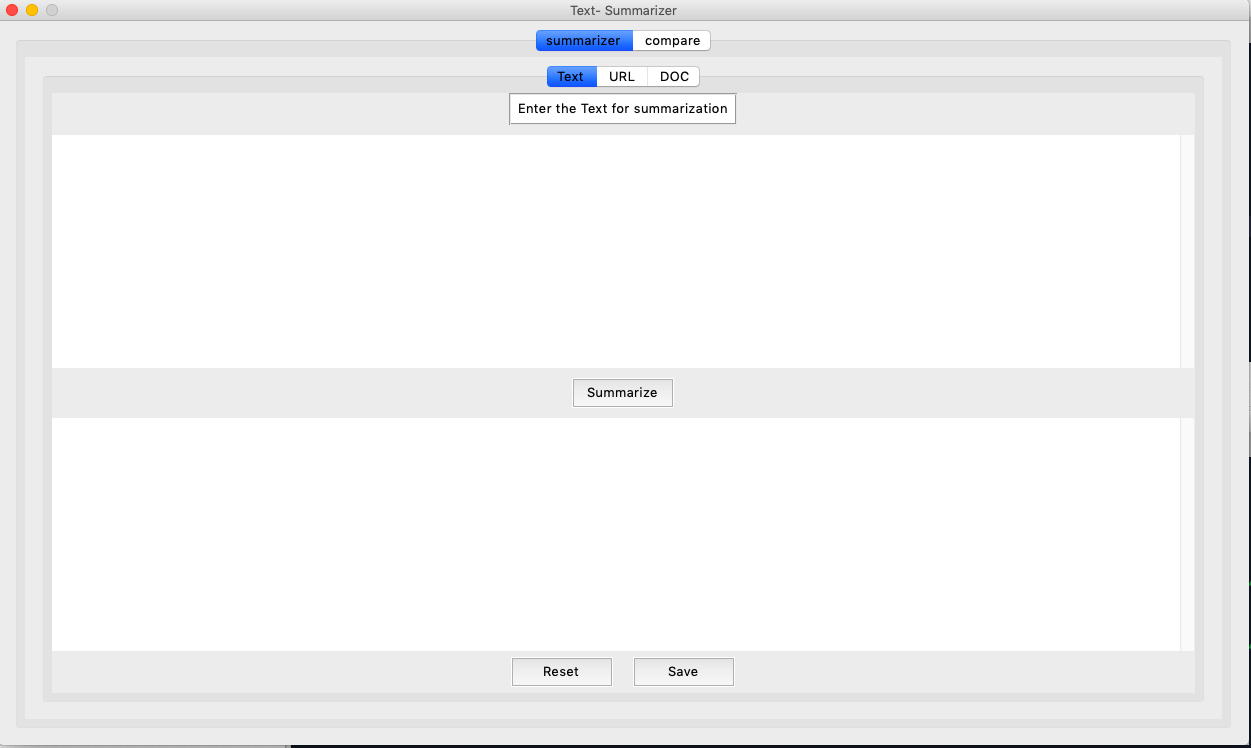 Text- Summarizer
summarizer compare
Text URL DOC
Enter the Text for summarization
Summarize
Reset Save